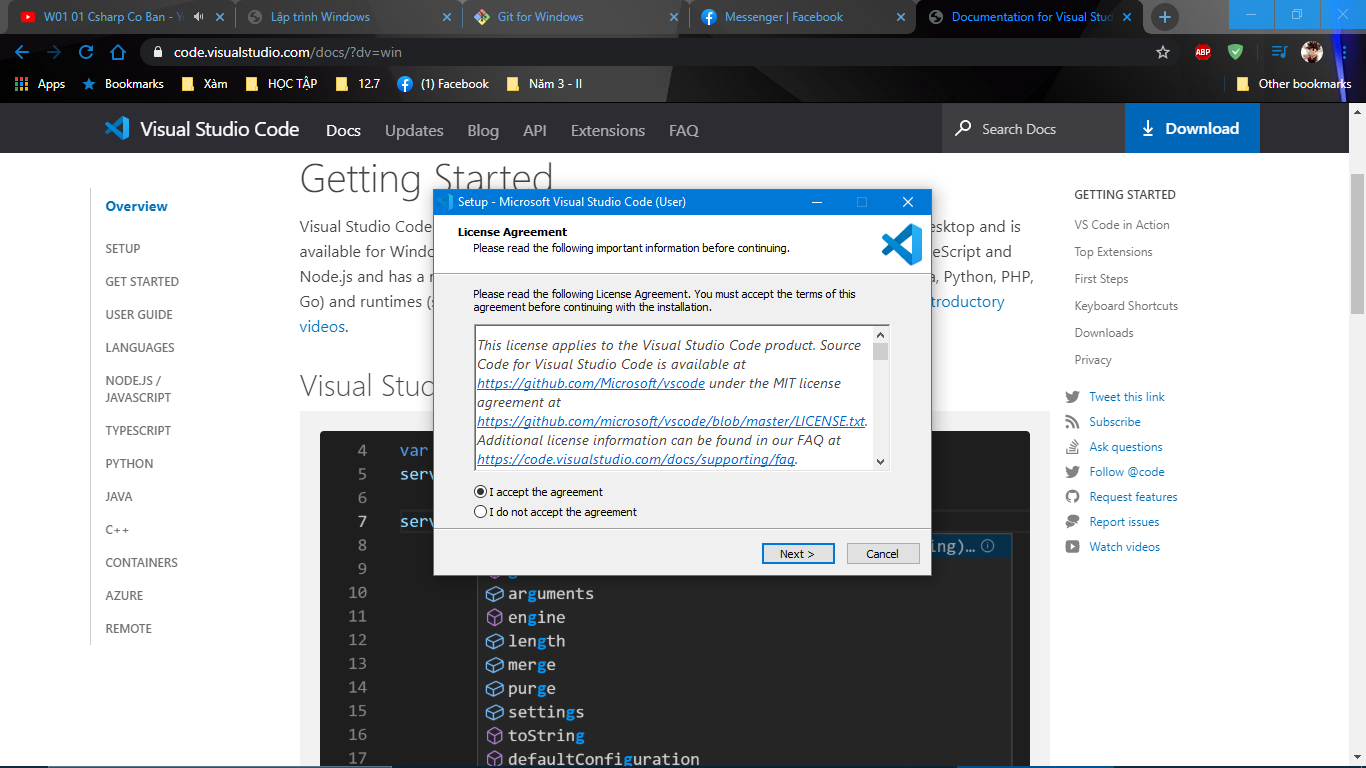 W01 01 Csharp Co Ban - Y
Lập trình Windows
Git for Windows
Messenger | Facebook
Documentation for Visual Stud
code.visualstudio.com/docs/?dv=win
ABP
Apps
Bookmarks
Xàm
HỌC TẬP
12.7
(1) Facebook
Năm 3 - II
Other bookmarks
Visual Studio Code
Docs
Updates
Blog
API
Extensions
FAQ
Search Docs
Download
Overview
SETUP
GET STARTED
USER GUIDE
LANGUAGES
NODE.JS /
JAVASCRIPT
TYPESCRIPT
PYTHON
JAVA
C++
CONTAINERS
AZURE
REMOTE
Getting Started
Visual Studio Code
esktop and is
available for Windo
eScript and
Node.js and has a
, Python, PHP,
Go) and runtimes (
troductory
videos.
Visual Stud
Setup - Microsoft Visual Studio Code (User)
License Agreement
Please read the following important information before continuing.
Please read the following License Agreement. You must accept the terms of this
agreement before continuing with the installation.
This license applies to the Visual Studio Code product. Source
Code for Visual Studio Code is available at
https://github.com/Microsoft/vscode under the MIT license
agreement at
https://github.com/microsoft/vscode/blob/master/LICENSE.txt.
Additional license information can be found in our FAQ at
https://code.visualstudio.com/docs/supporting/faq.
I accept the agreement
I do not accept the agreement
Next >
Cancel
4 var
5 serv
6
7 serv
8 ing)…
9
10 arguments
11 engine
12 length
13 merge
14 purge
15 settings
16 toString
17 defaultConfiguration
GETTING STARTED
VS Code in Action
Top Extensions
First Steps
Keyboard Shortcuts
Downloads
Privacy
Tweet this link
Subscribe
Ask questions
Follow @code
Request features
Report issues
Watch videos